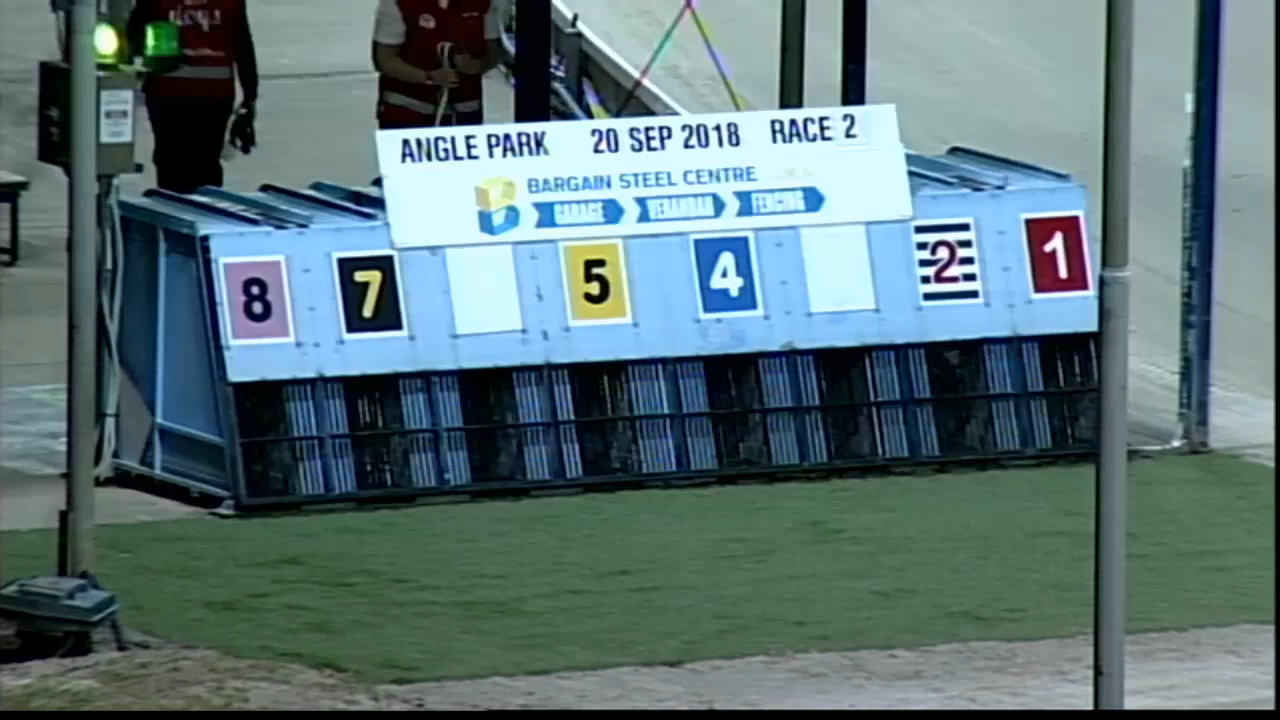 ANGLE PARK 20 SEP 2018 RACE 2
BARGAIN STEEL CENTRE
GARAGE VERANDAH FENCING
8 7 5 4 2 1